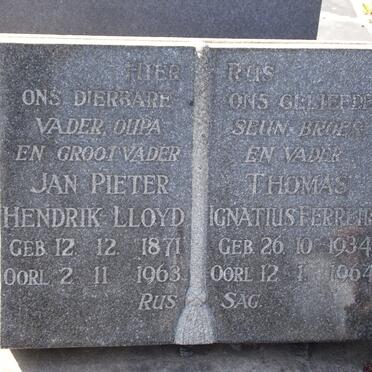 HIER RUS
ONS DIERBARE
VADER, OUPA
EN GROOTVADER
JAN PIETER
HENDRIK LLOYD
GEB. 12. 12. 1871
OORL. 2. 11. 1963
ONS GELIEFDE
SEUN BROER
EN VADER
THOMAS
IGNATIUS FERREIR
GEB. 26. 10. 1934
OORL 12. 1. 1964
RUS SAG.